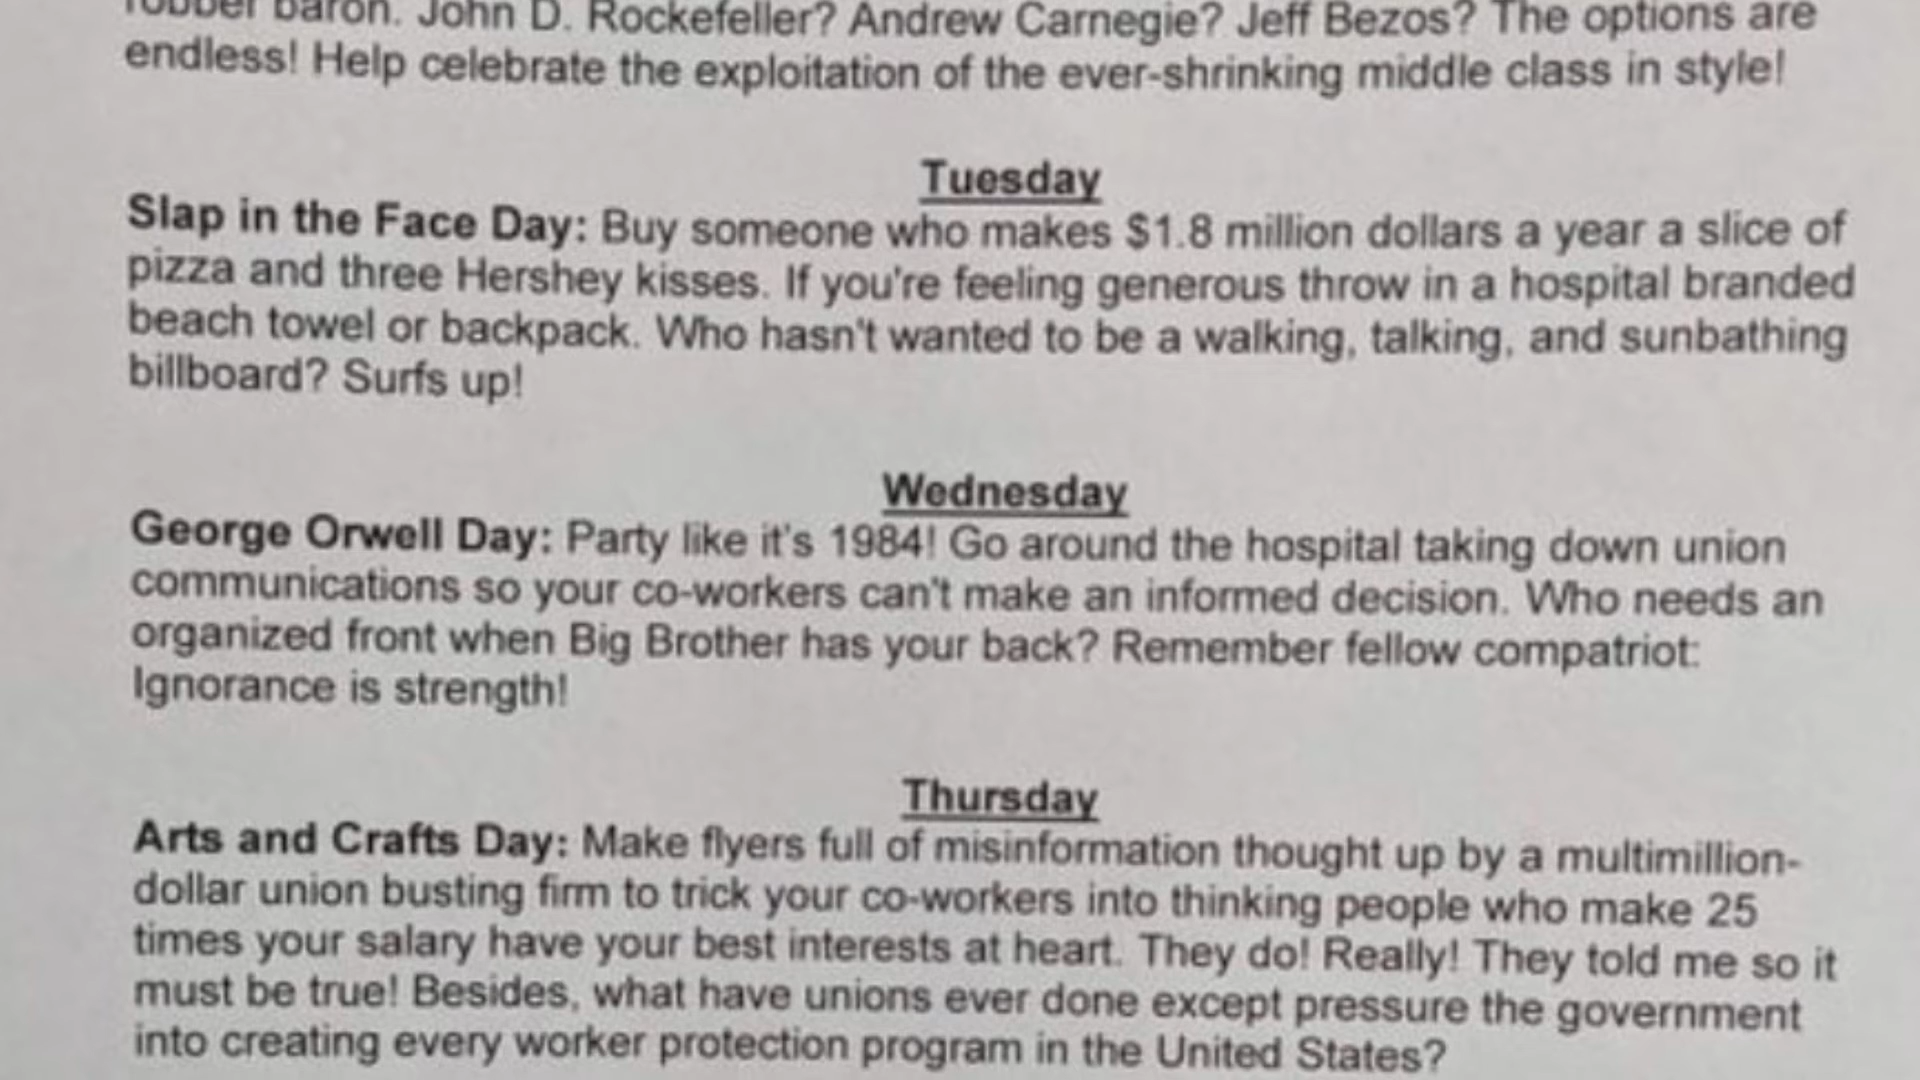 robber baron. John D. Rockefeller? Andrew Carnegie? Jeff Bezos? The options are
endless! Help celebrate the exploitation of the ever-shrinking middle class in style!
Tuesday
Slap in the Face Day: Buy someone who makes $1.8 million dollars a year a slice of
pizza and three Hershey kisses. If you're feeling generous throw in a hospital branded
beach towel or backpack. Who hasn't wanted to be a walking, talking, and sunbathing
billboard? Surfs up!
Wednesday
George Orwell Day: Party like it's 1984! Go around the hospital taking down union
communications so your co-workers can't make an informed decision. Who needs an
organized front when Big Brother has your back? Remember fellow compatriot:
Ignorance is strength!
Thursday
Arts and Crafts Day: Make flyers full of misinformation thought up by a multimillion-
dollar union busting firm to trick your co-workers into thinking people who make 25
times your salary have your best interests at heart. They do! Really! They told me so it
must be true! Besides, what have unions ever done except pressure the government
into creating every worker protection program in the United States?